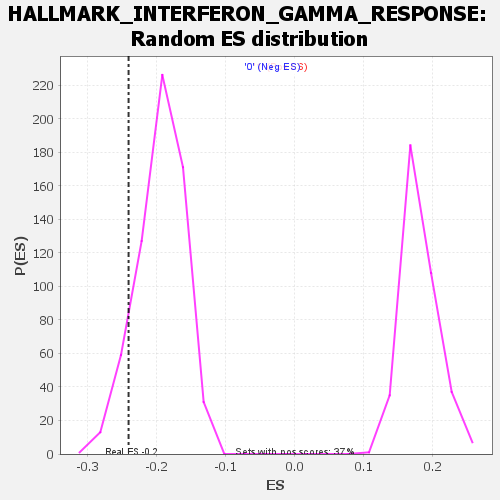 HALLMARK_INTERFERON_GAMMA_RESPONSE:
Random ES distribution
'0' (Neg ES)
220
200
180
160
140
120
100
80
60
40
20
0
P(ES)
Real ES -0.2
Sets with pos scores: 37%
-0.3 -0.2 -0.1 0.0 0.1 0.2
ES